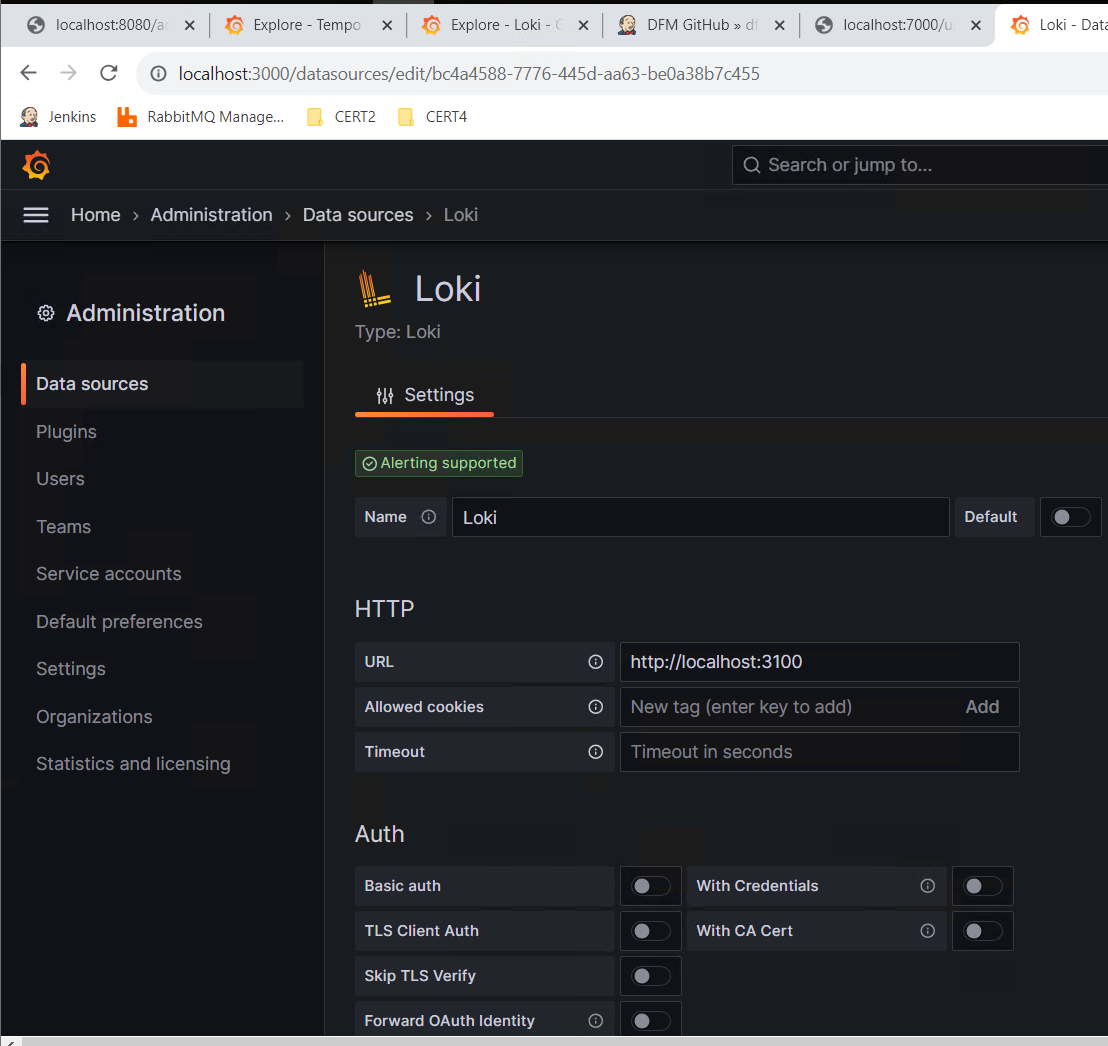 localhost:8080/ac
Explore - Tempo
Explore - Loki - G
DFM GitHub » df
localhost:7000/u
Loki - Data
localhost:3000/datasources/edit/bc4a4588-7776-445d-aa63-be0a38b7c455
Jenkins RabbitMQ Manage... CERT2 CERT4
Search or jump to...
Home › Administration › Data sources › Loki
Administration
Data sources
Plugins
Users
Teams
Service accounts
Default preferences
Settings
Organizations
Statistics and licensing
Loki
Type: Loki
Settings
Alerting supported
Name Loki Default
HTTP
URL http://localhost:3100
Allowed cookies New tag (enter key to add) Add
Timeout Timeout in seconds
Auth
Basic auth With Credentials
TLS Client Auth With CA Cert
Skip TLS Verify
Forward OAuth Identity